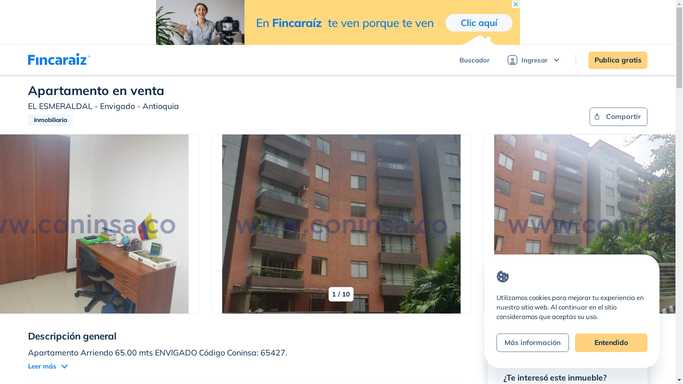 En Fincaraíz te ven porque te ven
Clic aquí
Fincaraiz
Buscador
Ingresar
Publica gratis
Apartamento en venta
EL ESMERALDAL - Envigado - Antioquia
Inmobiliaria
Compartir
www.coninsa.co
www.coninsa.co
www.coninsa.co
1 / 10
Utilizamos cookies para mejorar tu experiencia en
nuestro sitio web. Al continuar en el sitio
consideramos que aceptas su uso.
Más información
Entendido
Descripción general
Apartamento Arriendo 65.00 mts ENVIGADO Código Coninsa: 65427.
Leer más
¿Te interesó este inmueble?